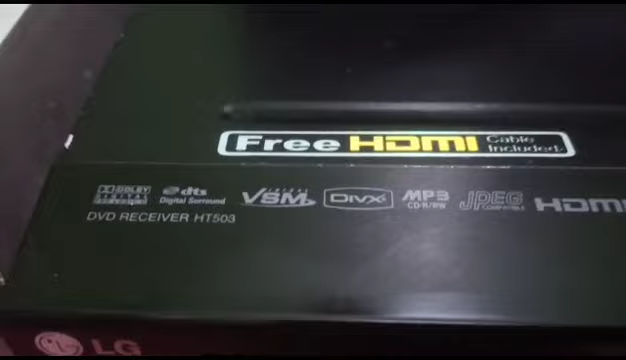 Free HDMI Cable Included.
DOLBY DIGITAL dts Digital Surround VSM DIVX MP3 CD-R/RW JPEG HDMI
DVD RECEIVER HT503
LG